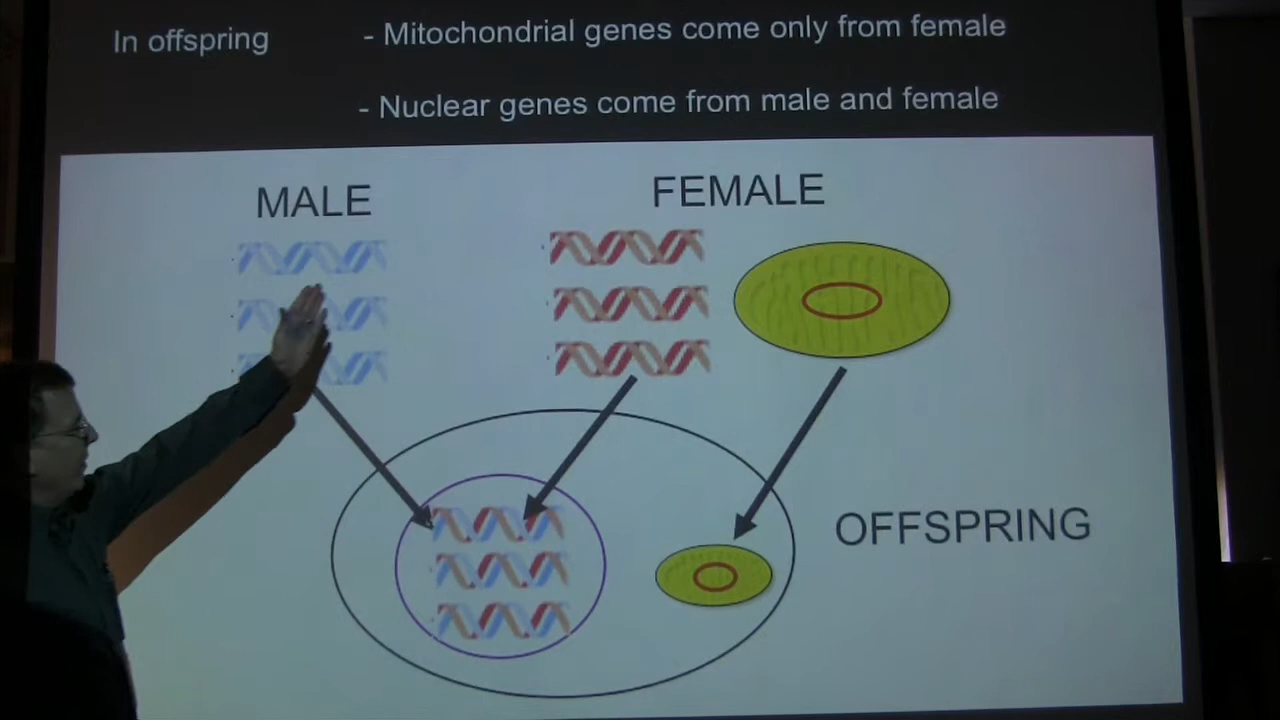 In offspring - Mitochondrial genes come only from female
- Nuclear genes come from male and female
MALE FEMALE
OFFSPRING